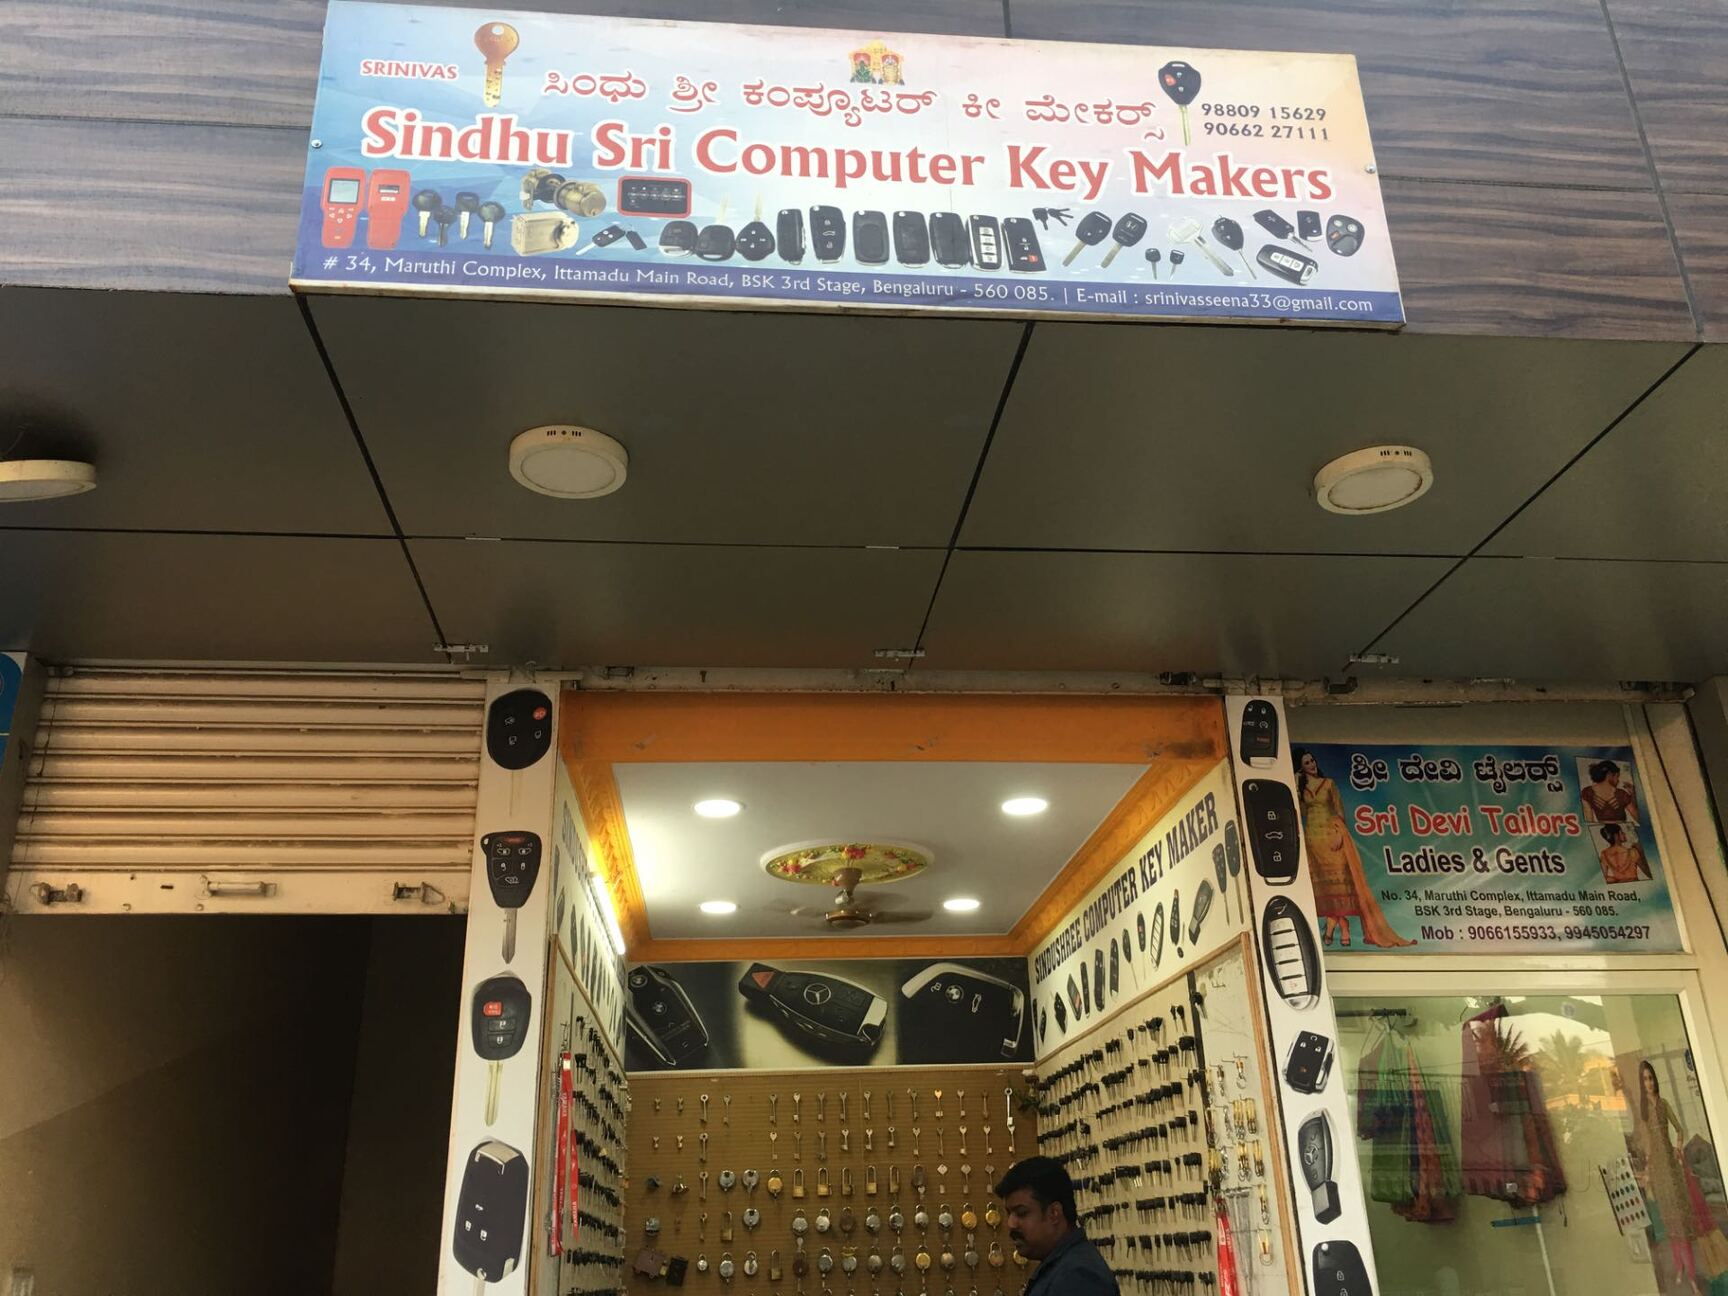 SRINIVAS
ಸಿಂಧು ಶ್ರೀ ಕಂಪ್ಯೂಟರ್ ಕೀ ಮೇಕರ್ಸ್
98809 15629
90662 27111
Sindhu Sri Computer Key Makers
# 34, Maruthi Complex, Ittamadu Main Road, BSK 3rd Stage, Bengaluru - 560 085. | E-mail : srinivasseena33@gmail.com
SINDUSHREE COMPUTER KEY MAKER
ಶ್ರೀ ದೇವಿ ಟೈಲರ್ಸ್
Sri Devi Tailors
Ladies & Gents
No. 34, Maruthi Complex, Ittamadu Main Road,
BSK 3rd Stage, Bengaluru - 560 085.
Mob : 9066155933, 9945054297